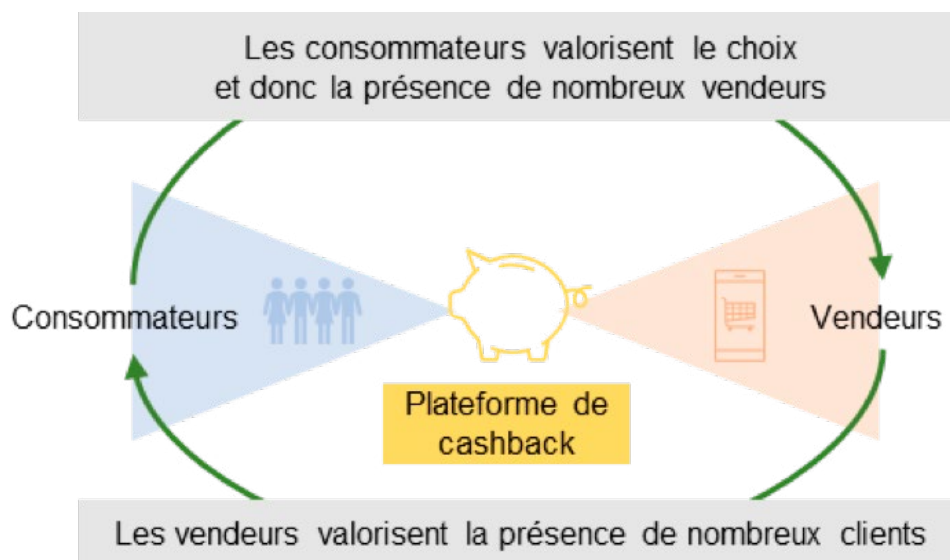 Les consommateurs valorisent le choix
et donc la présence de nombreux vendeurs
Consommateurs
Vendeurs
Plateforme de
cashback
Les vendeurs valorisent la présence de nombreux clients